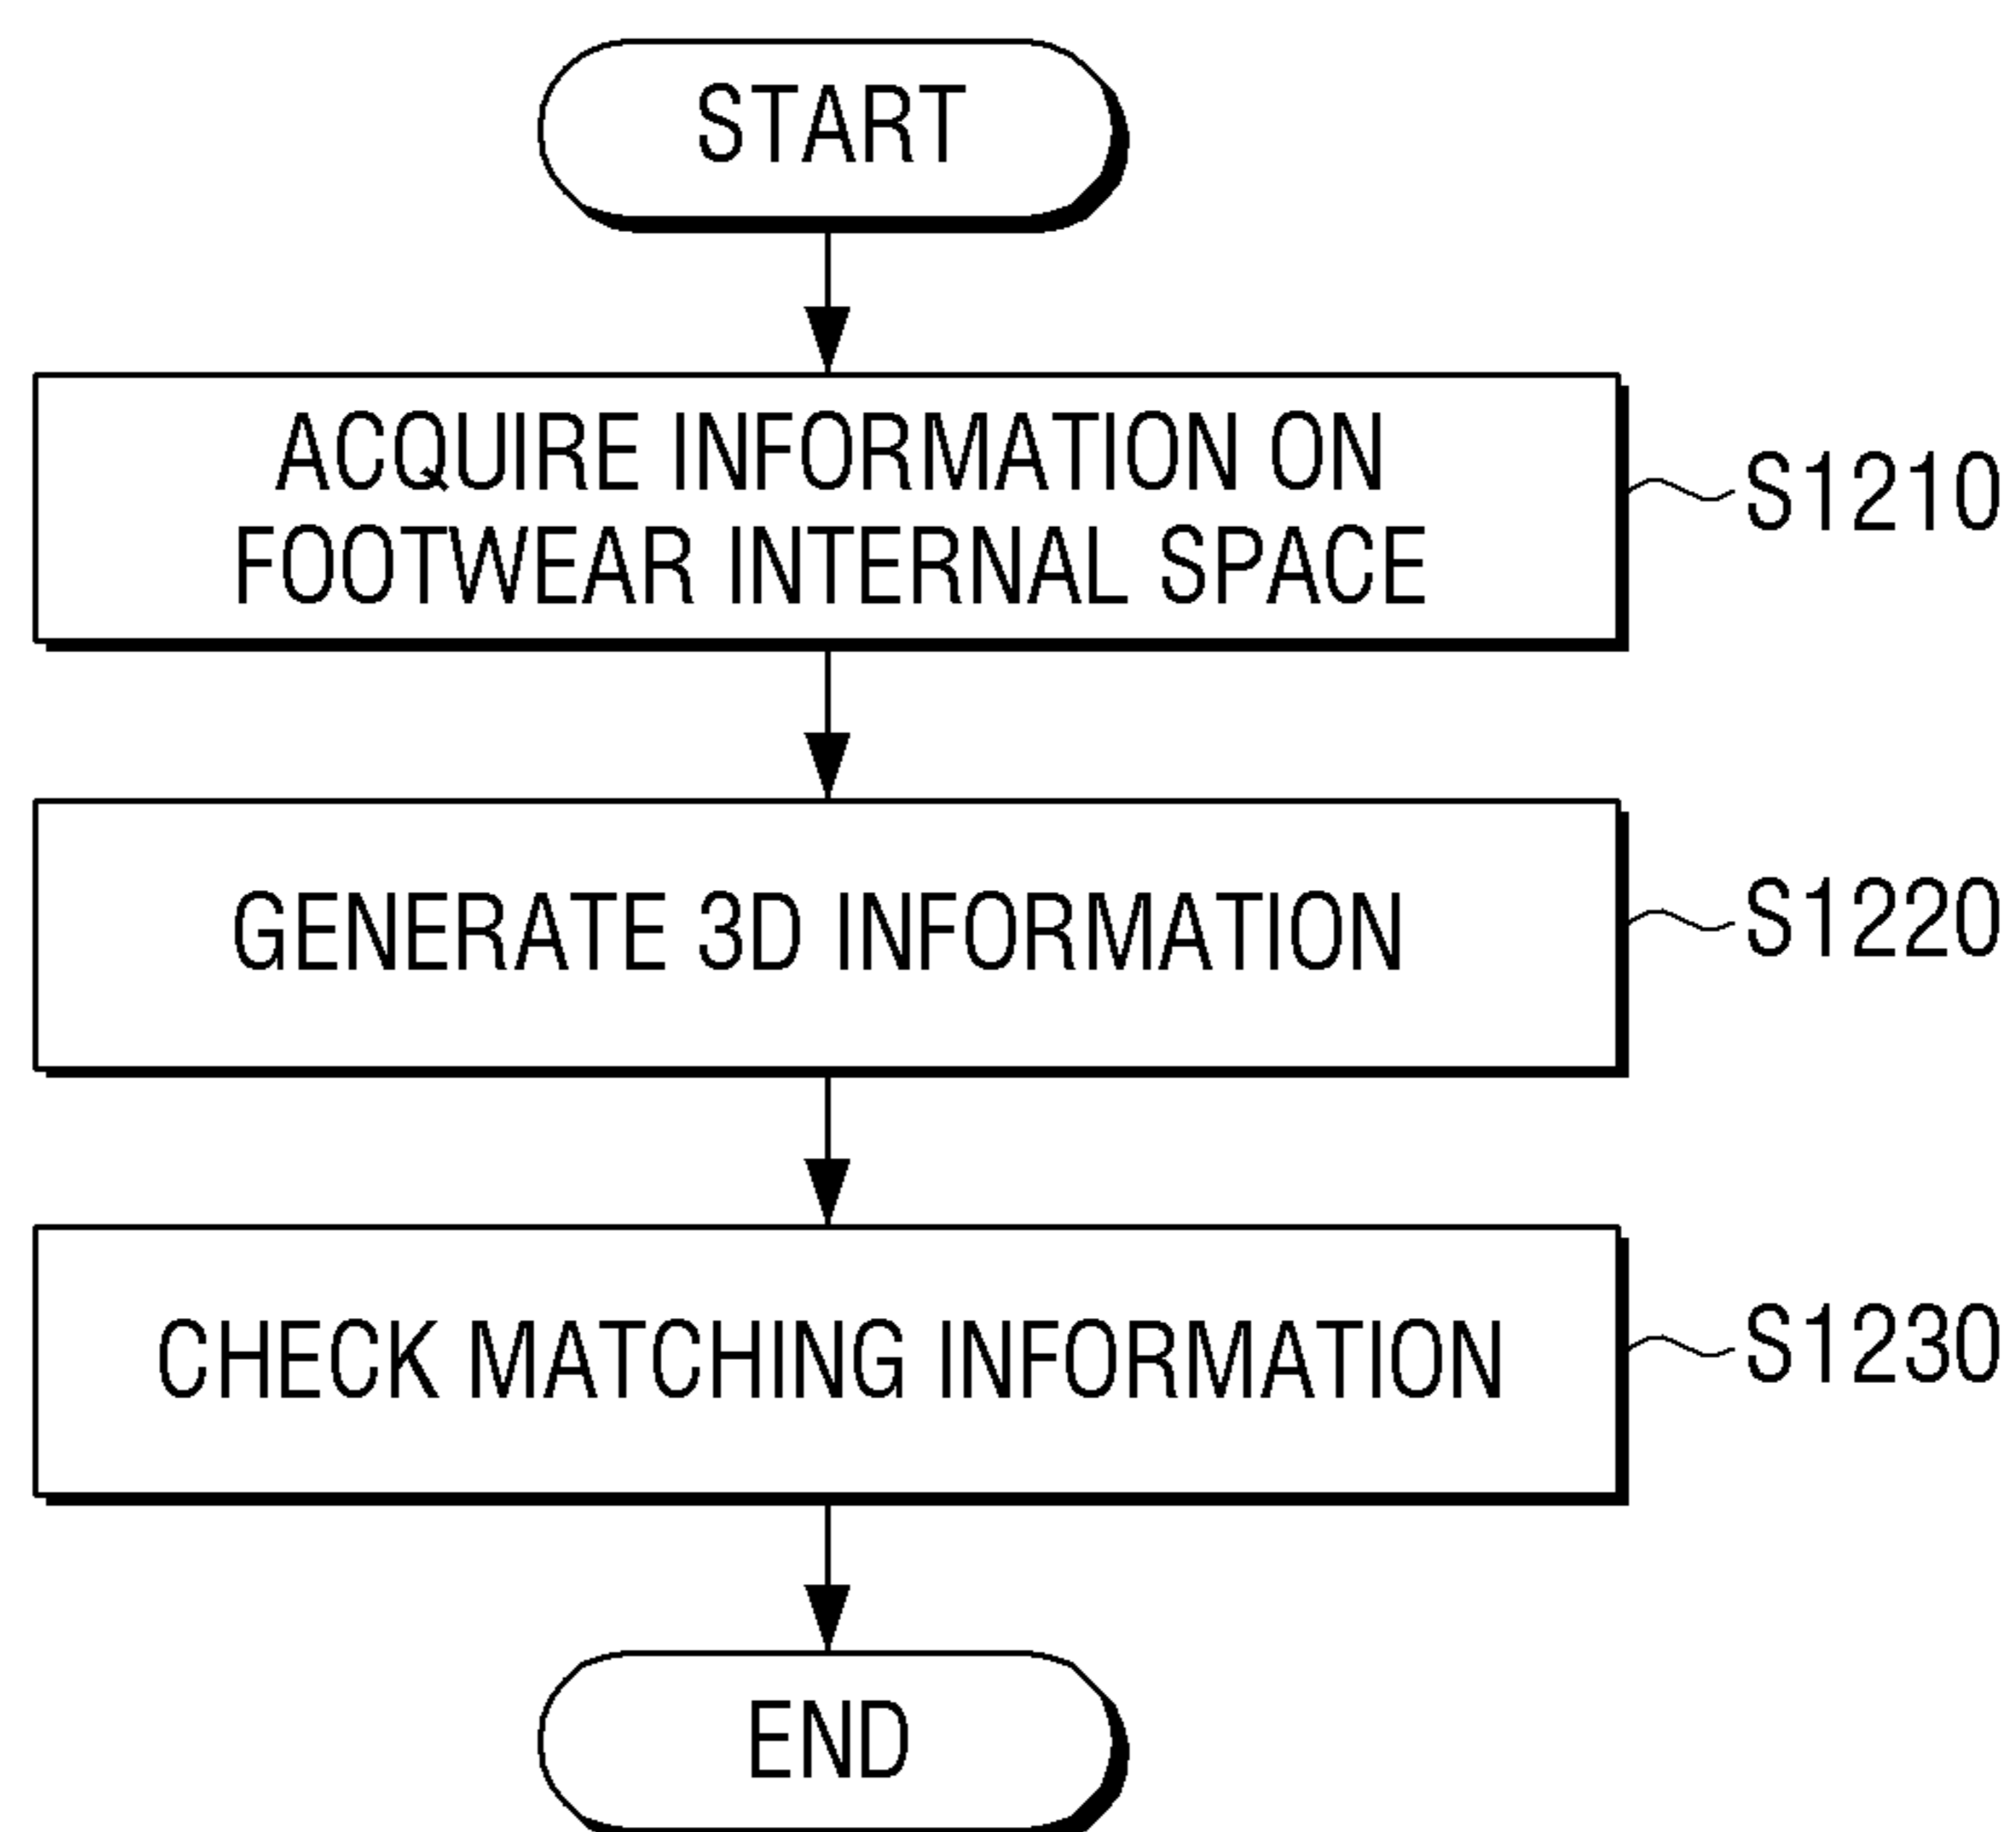 START
ACQUIRE INFORMATION ON
FOOTWEAR INTERNAL SPACE
S1210
GENERATE 3D INFORMATION
S1220
CHECK MATCHING INFORMATION
S1230
END